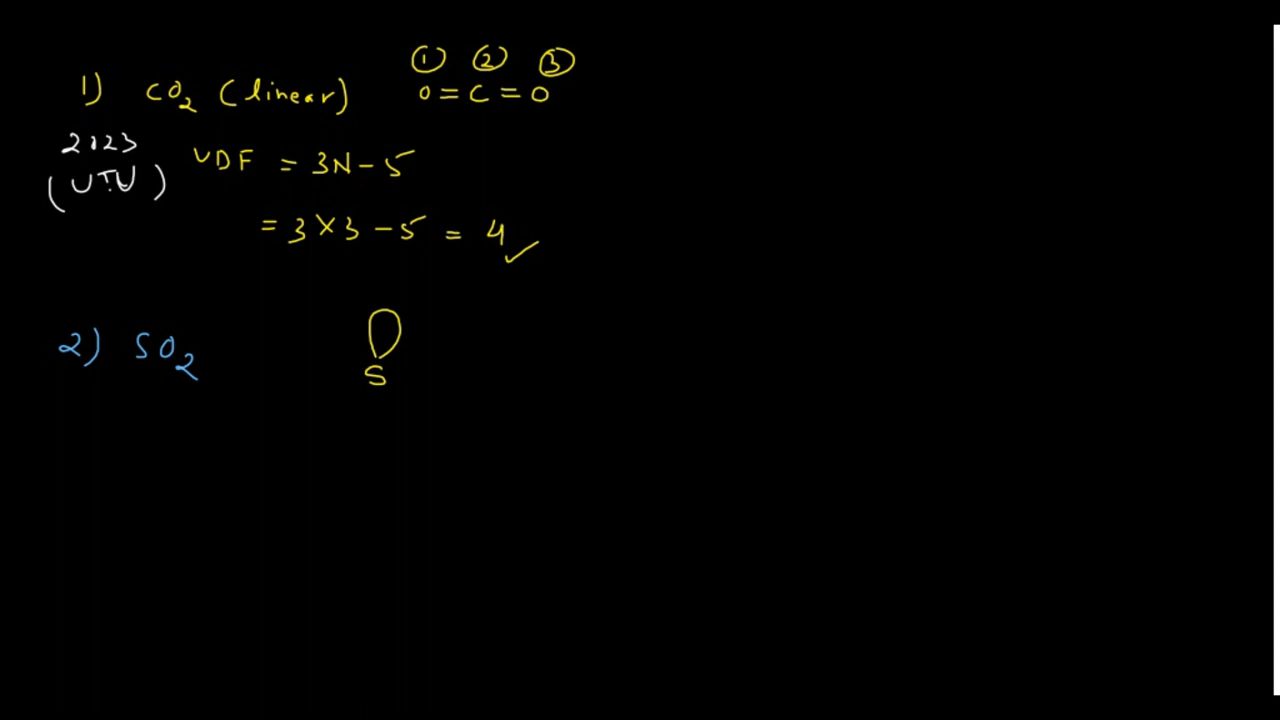 ① ② ③
1) CO₂ (linear) O = C = O
2023
(UTU)
VDF = 3N - 5
= 3 × 3 - 5 = 4 ✓
2) SO₂
S